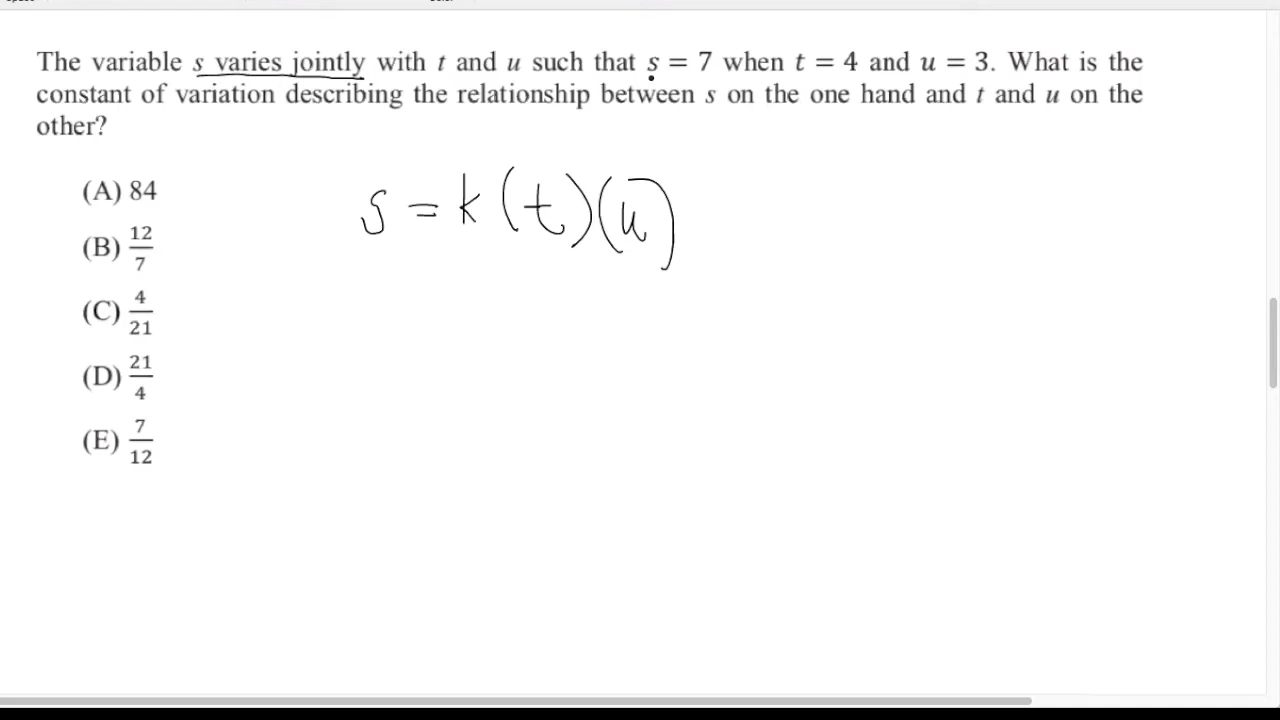 The variable s varies jointly with t and u such that s = 7 when t = 4 and u = 3. What is the
constant of variation describing the relationship between s on the one hand and t and u on the
other?
(A) 84
(B) 12/7
(C) 4/21
(D) 21/4
(E) 7/12
s = k(t)(u)